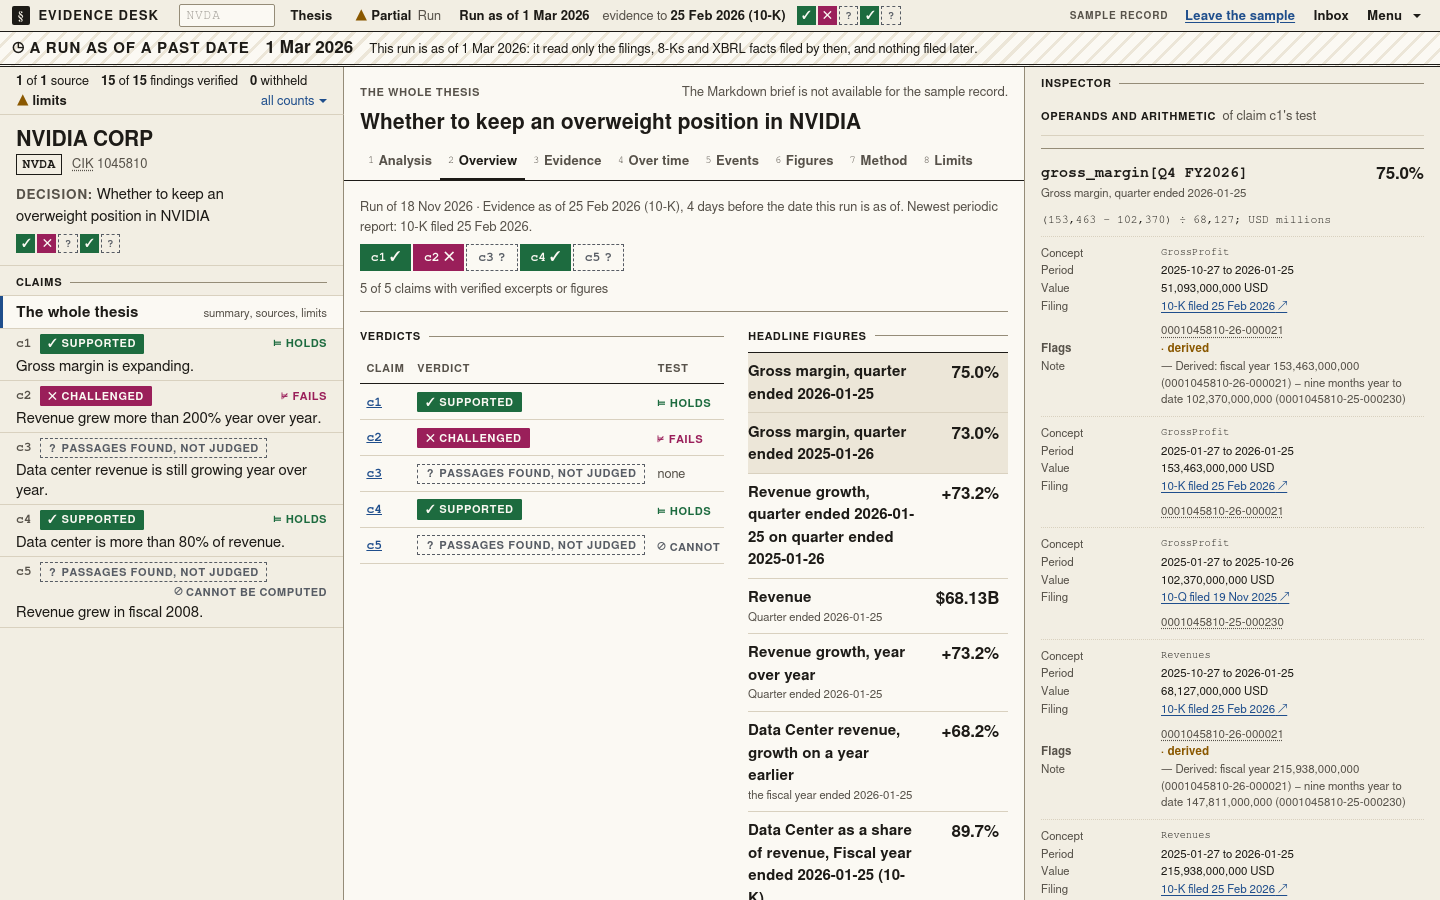 § EVIDENCE DESK NVDA Thesis ▲ Partial Run Run as of 1 Mar 2026 evidence to 25 Feb 2026 (10-K) ✓ ✕ ? ✓ ? SAMPLE RECORD Leave the sample Inbox Menu
A RUN AS OF A PAST DATE 1 Mar 2026 This run is as of 1 Mar 2026: it read only the filings, 8-Ks and XBRL facts filed by then, and nothing filed later.
1 of 1 source 15 of 15 findings verified 0 withheld
▲ limits all counts
NVIDIA CORP
NVDA CIK 1045810
DECISION: Whether to keep an
overweight position in NVIDIA
✓ ✕ ? ✓ ?
CLAIMS
The whole thesis summary, sources, limits
c1 ✓ SUPPORTED ⊨ HOLDS
Gross margin is expanding.
c2 ✕ CHALLENGED ⊭ FAILS
Revenue grew more than 200% year over year.
c3 ? PASSAGES FOUND, NOT JUDGED
Data center revenue is still growing year over
year.
c4 ✓ SUPPORTED ⊨ HOLDS
Data center is more than 80% of revenue.
c5 ? PASSAGES FOUND, NOT JUDGED
⊘ CANNOT BE COMPUTED
Revenue grew in fiscal 2008.
THE WHOLE THESIS The Markdown brief is not available for the sample record.
Whether to keep an overweight position in NVIDIA
1 Analysis 2 Overview 3 Evidence 4 Over time 5 Events 6 Figures 7 Method 8 Limits
Run of 18 Nov 2026 · Evidence as of 25 Feb 2026 (10-K), 4 days before the date this run is as of. Newest periodic
report: 10-K filed 25 Feb 2026.
c1 ✓ c2 ✕ c3 ? c4 ✓ c5 ?
5 of 5 claims with verified excerpts or figures
VERDICTS
CLAIM VERDICT TEST
c1 ✓ SUPPORTED ⊨ HOLDS
c2 ✕ CHALLENGED ⊭ FAILS
c3 ? PASSAGES FOUND, NOT JUDGED none
c4 ✓ SUPPORTED ⊨ HOLDS
c5 ? PASSAGES FOUND, NOT JUDGED ⊘ CANNOT
HEADLINE FIGURES
Gross margin, quarter 75.0%
ended 2026-01-25
Gross margin, quarter 73.0%
ended 2025-01-26
Revenue growth, +73.2%
quarter ended 2026-01-
25 on quarter ended
2025-01-26
Revenue $68.13B
Quarter ended 2026-01-25
Revenue growth, year +73.2%
over year
Quarter ended 2026-01-25
Data Center revenue, +68.2%
growth on a year
earlier
the fiscal year ended 2026-01-25
Data Center as a share 89.7%
of revenue, Fiscal year
ended 2026-01-25 (10-
K)
INSPECTOR
OPERANDS AND ARITHMETIC of claim c1's test
gross_margin[Q4 FY2026] 75.0%
Gross margin, quarter ended 2026-01-25
(153,463 − 102,370) ÷ 68,127; USD millions
Concept GrossProfit
Period 2025-10-27 to 2026-01-25
Value 51,093,000,000 USD
Filing 10-K filed 25 Feb 2026 ↗
0001045810-26-000021
Flags · derived
Note — Derived: fiscal year 153,463,000,000
(0001045810-26-000021) − nine months year to
date 102,370,000,000 (0001045810-25-000230)
Concept GrossProfit
Period 2025-01-27 to 2026-01-25
Value 153,463,000,000 USD
Filing 10-K filed 25 Feb 2026 ↗
0001045810-26-000021
Concept GrossProfit
Period 2025-01-27 to 2025-10-26
Value 102,370,000,000 USD
Filing 10-Q filed 19 Nov 2025 ↗
0001045810-25-000230
Concept Revenues
Period 2025-10-27 to 2026-01-25
Value 68,127,000,000 USD
Filing 10-K filed 25 Feb 2026 ↗
0001045810-26-000021
Flags · derived
Note — Derived: fiscal year 215,938,000,000
(0001045810-26-000021) − nine months year to
date 147,811,000,000 (0001045810-25-000230)
Concept Revenues
Period 2025-01-27 to 2026-01-25
Value 215,938,000,000 USD
Filing 10-K filed 25 Feb 2026 ↗